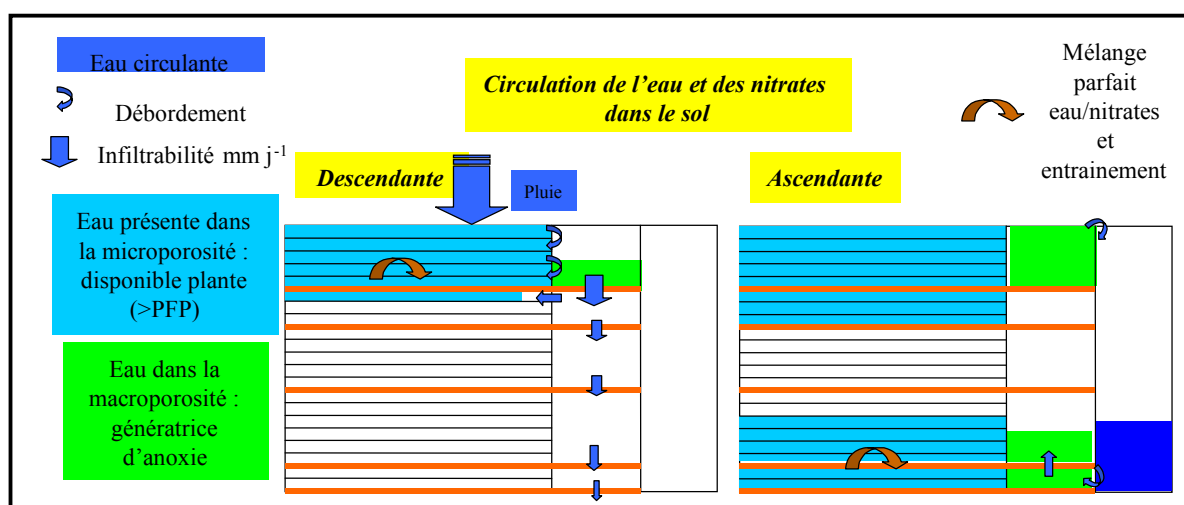 Eau circulante
Débordement
Infiltrabilité mm j-1
Circulation de l'eau et des nitrates
dans le sol
Mélange
parfait
eau/nitrates
et
entrainement
Descendante
Pluie
Ascendante
Eau présente dans
la microporosité :
disponible plante
(>PFP)
Eau dans la
macroporosité :
génératrice
d'anoxie